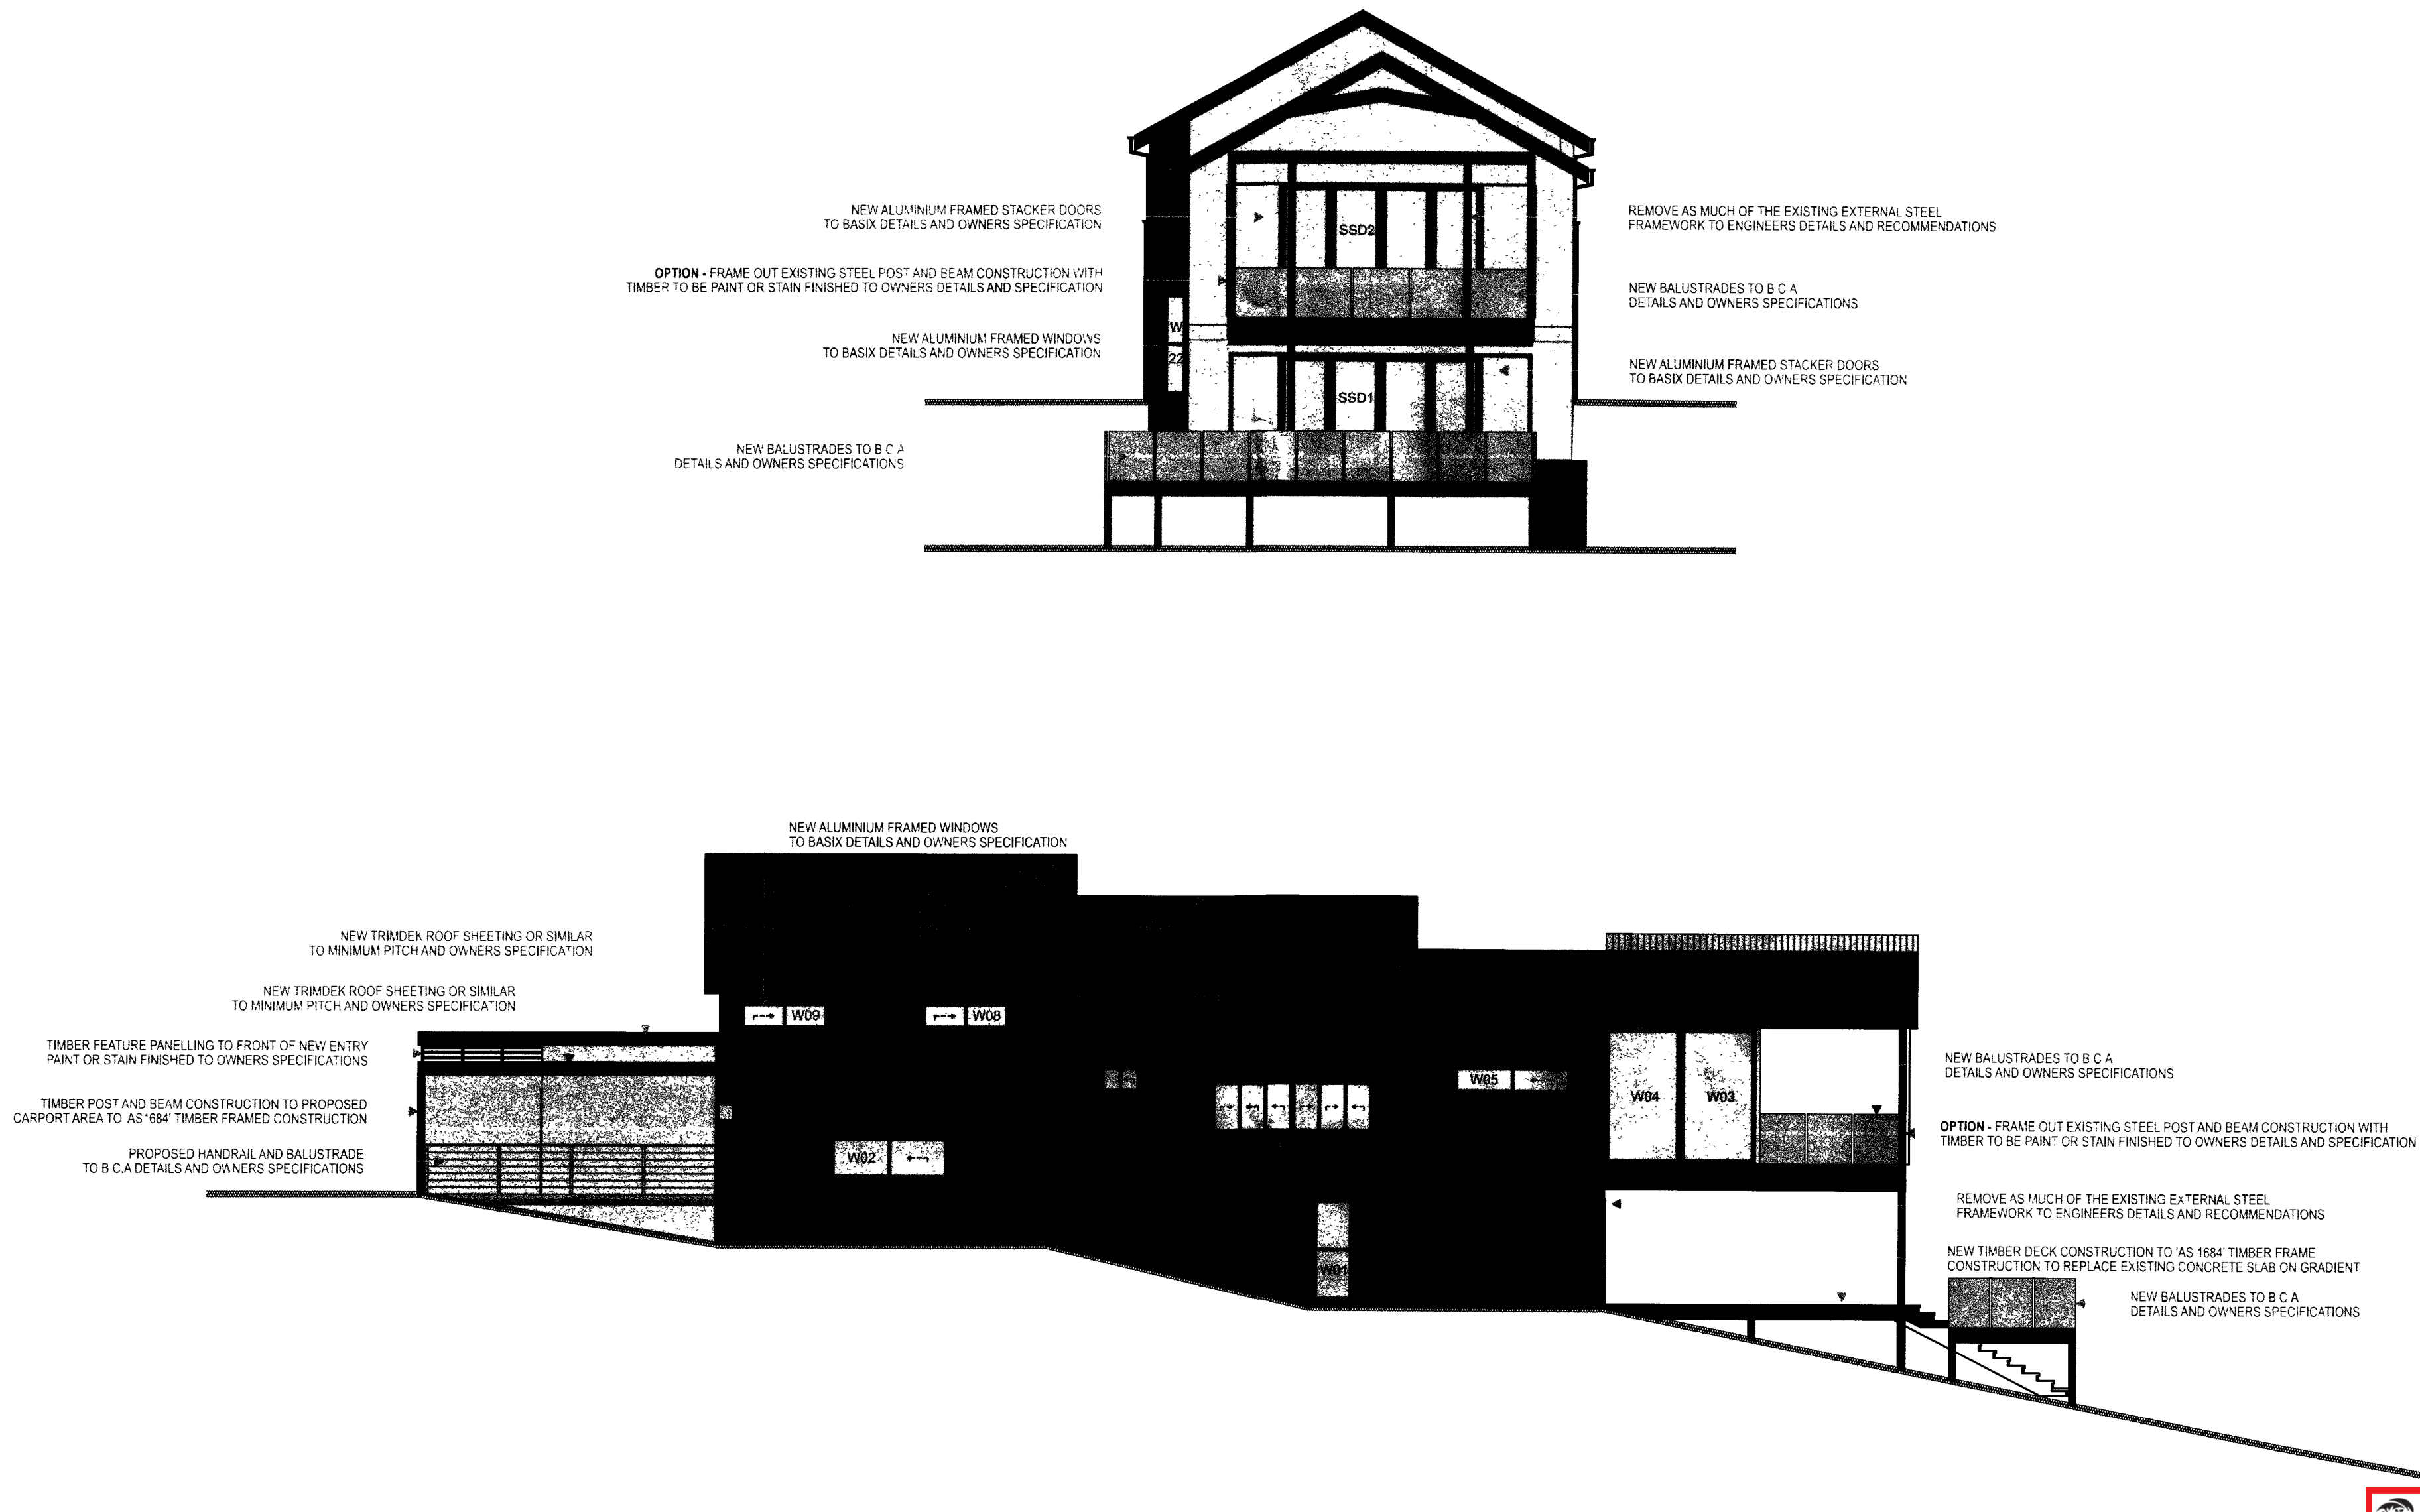 NEW ALUMINIUM FRAMED STACKER DOORS
TO BASIX DETAILS AND OWNERS SPECIFICATION
OPTION - FRAME OUT EXISTING STEEL POST AND BEAM CONSTRUCTION WITH
TIMBER TO BE PAINT OR STAIN FINISHED TO OWNERS DETAILS AND SPECIFICATION
NEW ALUMINIUM FRAMED WINDOWS
TO BASIX DETAILS AND OWNERS SPECIFICATION
NEW BALUSTRADES TO B C A
DETAILS AND OWNERS SPECIFICATIONS
SSD2
W
22
SSD1
REMOVE AS MUCH OF THE EXISTING EXTERNAL STEEL
FRAMEWORK TO ENGINEERS DETAILS AND RECOMMENDATIONS
NEW BALUSTRADES TO B C A
DETAILS AND OWNERS SPECIFICATIONS
NEW ALUMINIUM FRAMED STACKER DOORS
TO BASIX DETAILS AND OWNERS SPECIFICATION
NEW ALUMINIUM FRAMED WINDOWS
TO BASIX DETAILS AND OWNERS SPECIFICATION
NEW TRIMDEK ROOF SHEETING OR SIMILAR
TO MINIMUM PITCH AND OWNERS SPECIFICATION
NEW TRIMDEK ROOF SHEETING OR SIMILAR
TO MINIMUM PITCH AND OWNERS SPECIFICATION
TIMBER FEATURE PANELLING TO FRONT OF NEW ENTRY
PAINT OR STAIN FINISHED TO OWNERS SPECIFICATIONS
TIMBER POST AND BEAM CONSTRUCTION TO PROPOSED
CARPORT AREA TO 'AS1684' TIMBER FRAMED CONSTRUCTION
PROPOSED HANDRAIL AND BALUSTRADE
TO B C.A DETAILS AND OWNERS SPECIFICATIONS
W09
W08
W02
W05
W04
W03
W01
NEW BALUSTRADES TO B C A
DETAILS AND OWNERS SPECIFICATIONS
OPTION - FRAME OUT EXISTING STEEL POST AND BEAM CONSTRUCTION WITH
TIMBER TO BE PAINT OR STAIN FINISHED TO OWNERS DETAILS AND SPECIFICATION
REMOVE AS MUCH OF THE EXISTING EXTERNAL STEEL
FRAMEWORK TO ENGINEERS DETAILS AND RECOMMENDATIONS
NEW TIMBER DECK CONSTRUCTION TO 'AS 1684' TIMBER FRAME
CONSTRUCTION TO REPLACE EXISTING CONCRETE SLAB ON GRADIENT
NEW BALUSTRADES TO B C A
DETAILS AND OWNERS SPECIFICATIONS